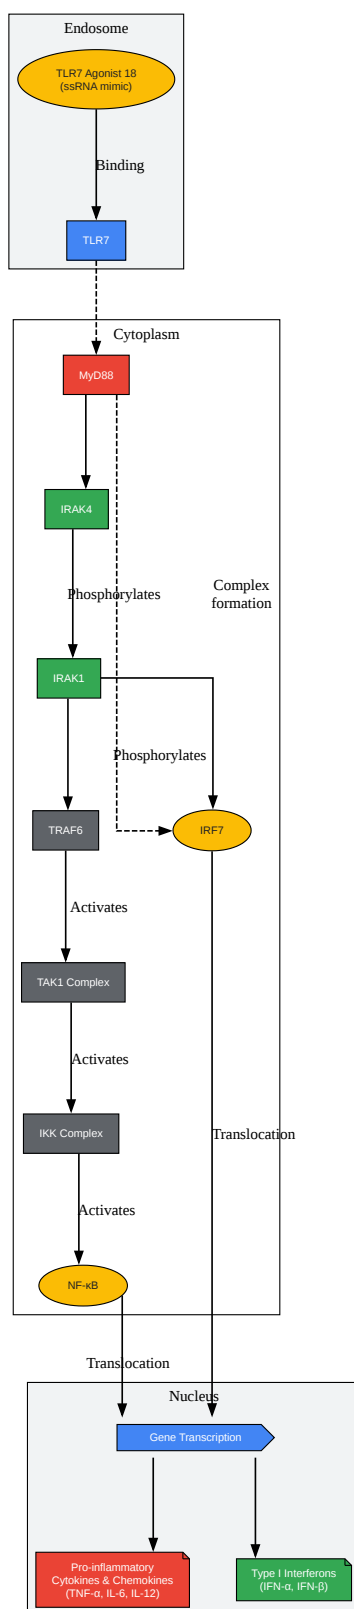 Endosome
TLR7 Agonist 18
(ssRNA mimic)
Binding
TLR7
Cytoplasm
MyD88
IRAK4
Phosphorylates
Complex
formation
IRAK1
Phosphorylates
TRAF6
IRF7
Activates
TAK1 Complex
Activates
IKK Complex
Translocation
Activates
NF-κB
Translocation
Nucleus
Gene Transcription
Pro-inflammatory
Cytokines & Chemokines
(TNF-α, IL-6, IL-12)
Type I Interferons
(IFN-α, IFN-β)